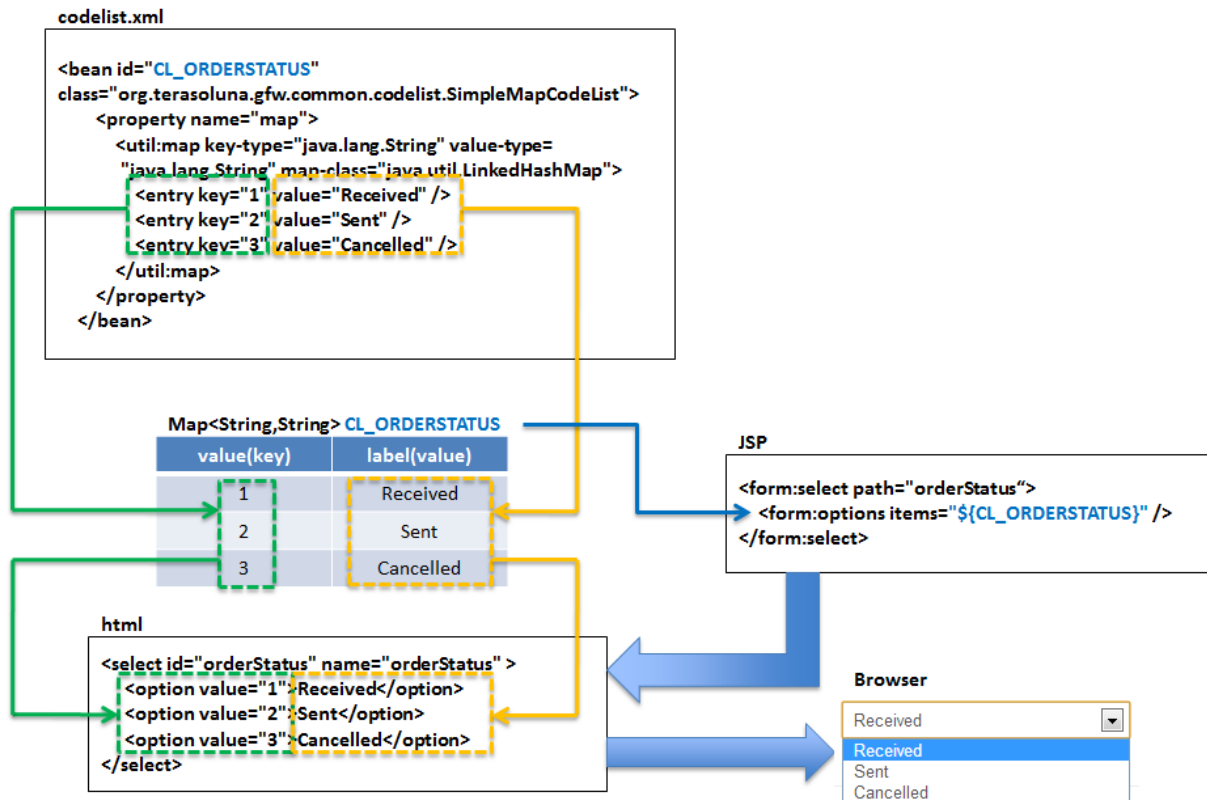 codelist.xml
<bean id="CL_ORDERSTATUS"
class="org.terasoluna.gfw.common.codelist.SimpleMapCodeList">
<property name="map">
<util:map key-type="java.lang.String" value-type=
"java.lang.String" map-class="java.util.LinkedHashMap">
<entry key="1" value="Received" />
<entry key="2" value="Sent" />
<entry key="3" value="Cancelled" />
</util:map>
</property>
</bean>
Map<String,String> CL_ORDERSTATUS
value(key) label(value)
1 Received
2 Sent
3 Cancelled
JSP
<form:select path="orderStatus“>
<form:options items="${CL_ORDERSTATUS}" />
</form:select>
html
<select id="orderStatus" name="orderStatus" >
<option value="1">Received</option>
<option value="2">Sent</option>
<option value="3">Cancelled</option>
</select>
Browser
Received
Received
Sent
Cancelled